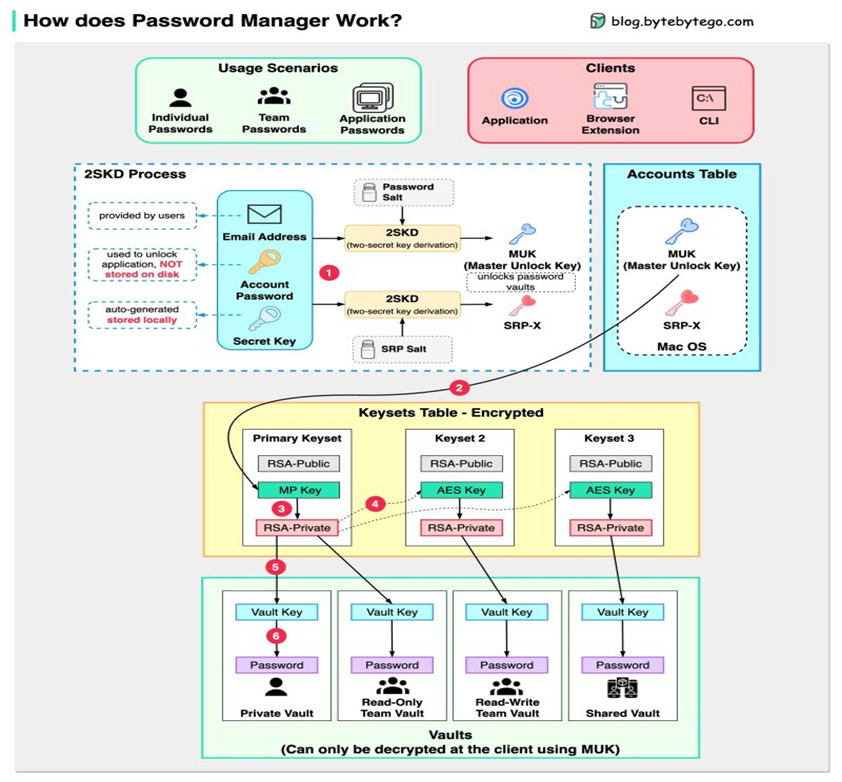 How does Password Manager Work?
blog.bytebytego.com
Usage Scenarios
Individual
Passwords
Team
Passwords
Application
Passwords
Clients
Application
Browser
Extension
C:\
CLI
2SKD Process
provided by users
used to unlock
application, NOT
stored on disk
auto-generated
stored locally
Email Address
Account
Password
Secret Key
1
Password
Salt
2SKD
(two-secret key derivation)
2SKD
(two-secret key derivation)
SRP Salt
MUK
(Master Unlock Key)
unlocks password
vaults
SRP-X
Accounts Table
MUK
(Master Unlock Key)
SRP-X
Mac OS
2
Keysets Table - Encrypted
Primary Keyset
RSA-Public
MP Key
3
RSA-Private
4
Keyset 2
RSA-Public
AES Key
RSA-Private
Keyset 3
RSA-Public
AES Key
RSA-Private
5
Vault Key
6
Password
Private Vault
Vault Key
Password
Read-Only
Team Vault
Vault Key
Password
Read-Write
Team Vault
Vault Key
Password
Shared Vault
Vaults
(Can only be decrypted at the client using MUK)